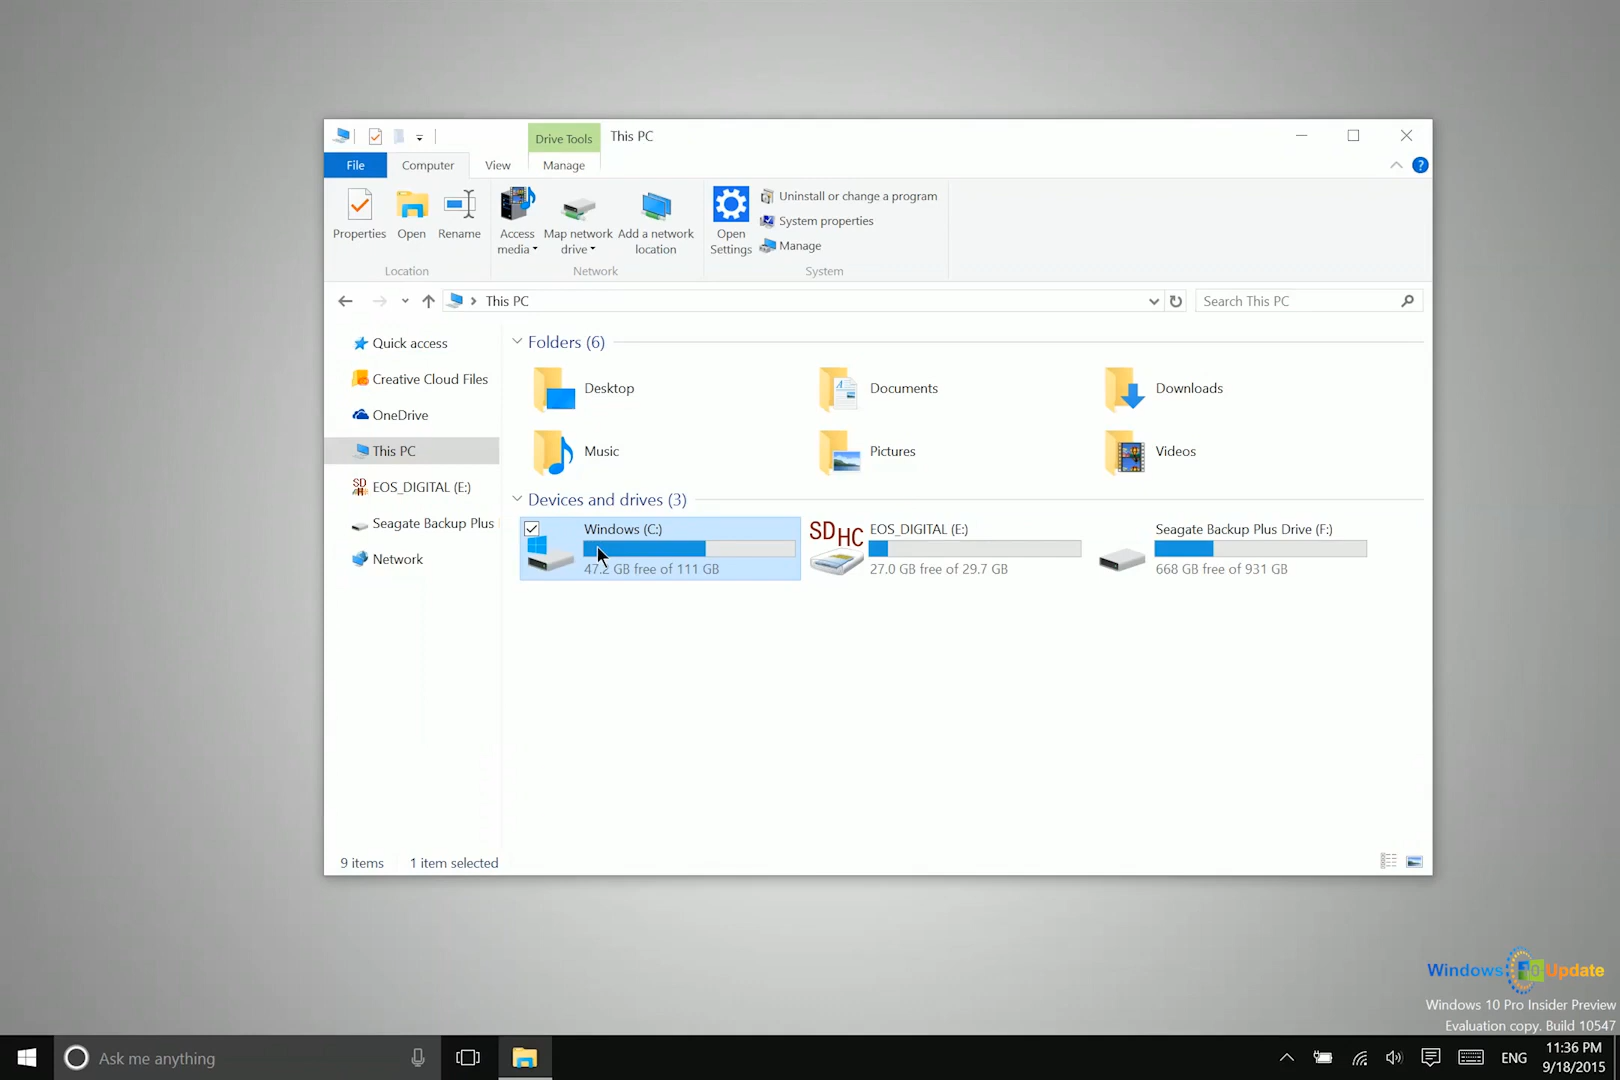 Drive Tools
This PC
File
Computer
View
Manage
Properties
Open
Rename
Access media
Map network drive
Add a network location
Open Settings
Uninstall or change a program
System properties
Manage
Location
Network
System
This PC
Search This PC
Quick access
Creative Cloud Files
OneDrive
This PC
EOS_DIGITAL (E:)
Seagate Backup Plus
Network
Folders (6)
Desktop
Documents
Downloads
Music
Pictures
Videos
Devices and drives (3)
Windows (C:)
47.2 GB free of 111 GB
SDHC
EOS_DIGITAL (E:)
27.0 GB free of 29.7 GB
Seagate Backup Plus Drive (F:)
668 GB free of 931 GB
9 items
1 item selected
Windows 10 Update
Windows 10 Pro Insider Preview
Evaluation copy. Build 10547
Ask me anything
ENG
11:36 PM
9/18/2015